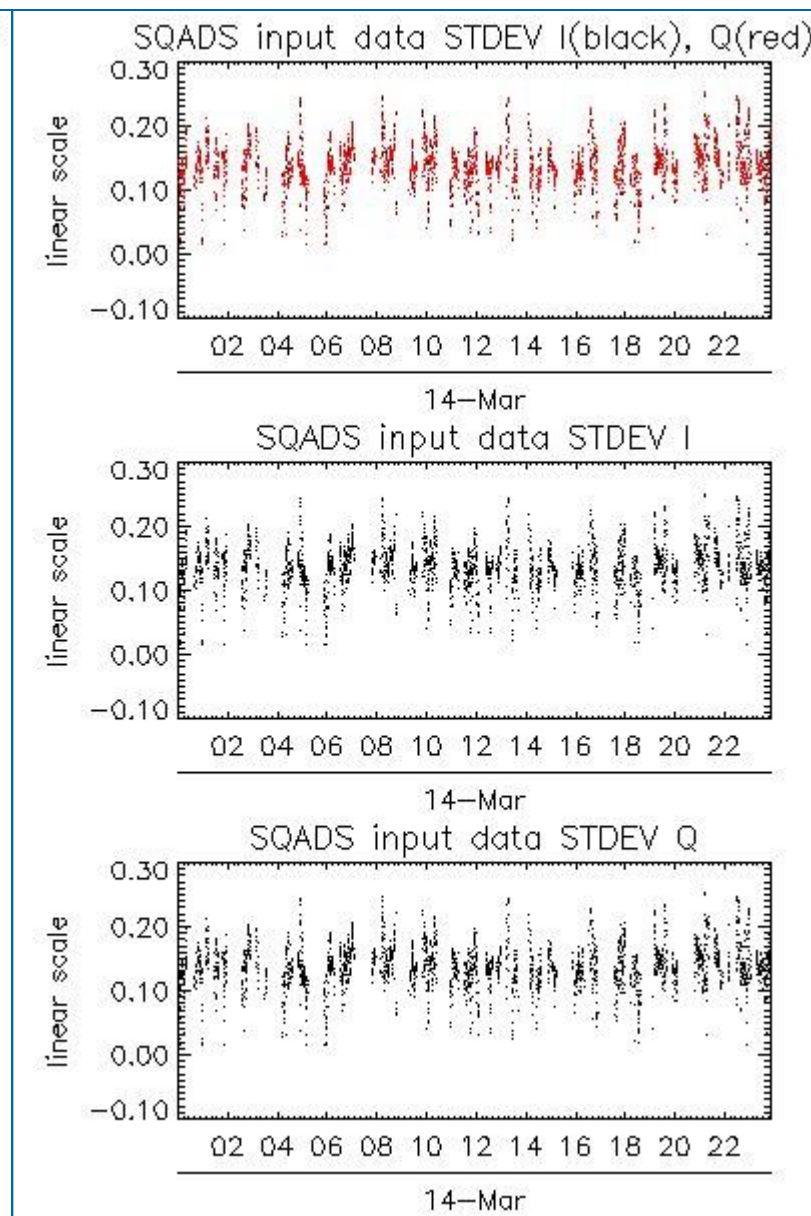 SQADS input data STDEV I(black), Q(red)
0.30
0.20
0.10
0.00
−0.10
linear scale
02 04 06 08 10 12 14 16 18 20 22
14−Mar
SQADS input data STDEV I
0.30
0.20
0.10
0.00
−0.10
linear scale
02 04 06 08 10 12 14 16 18 20 22
14−Mar
SQADS input data STDEV Q
0.30
0.20
0.10
0.00
−0.10
linear scale
02 04 06 08 10 12 14 16 18 20 22
14−Mar